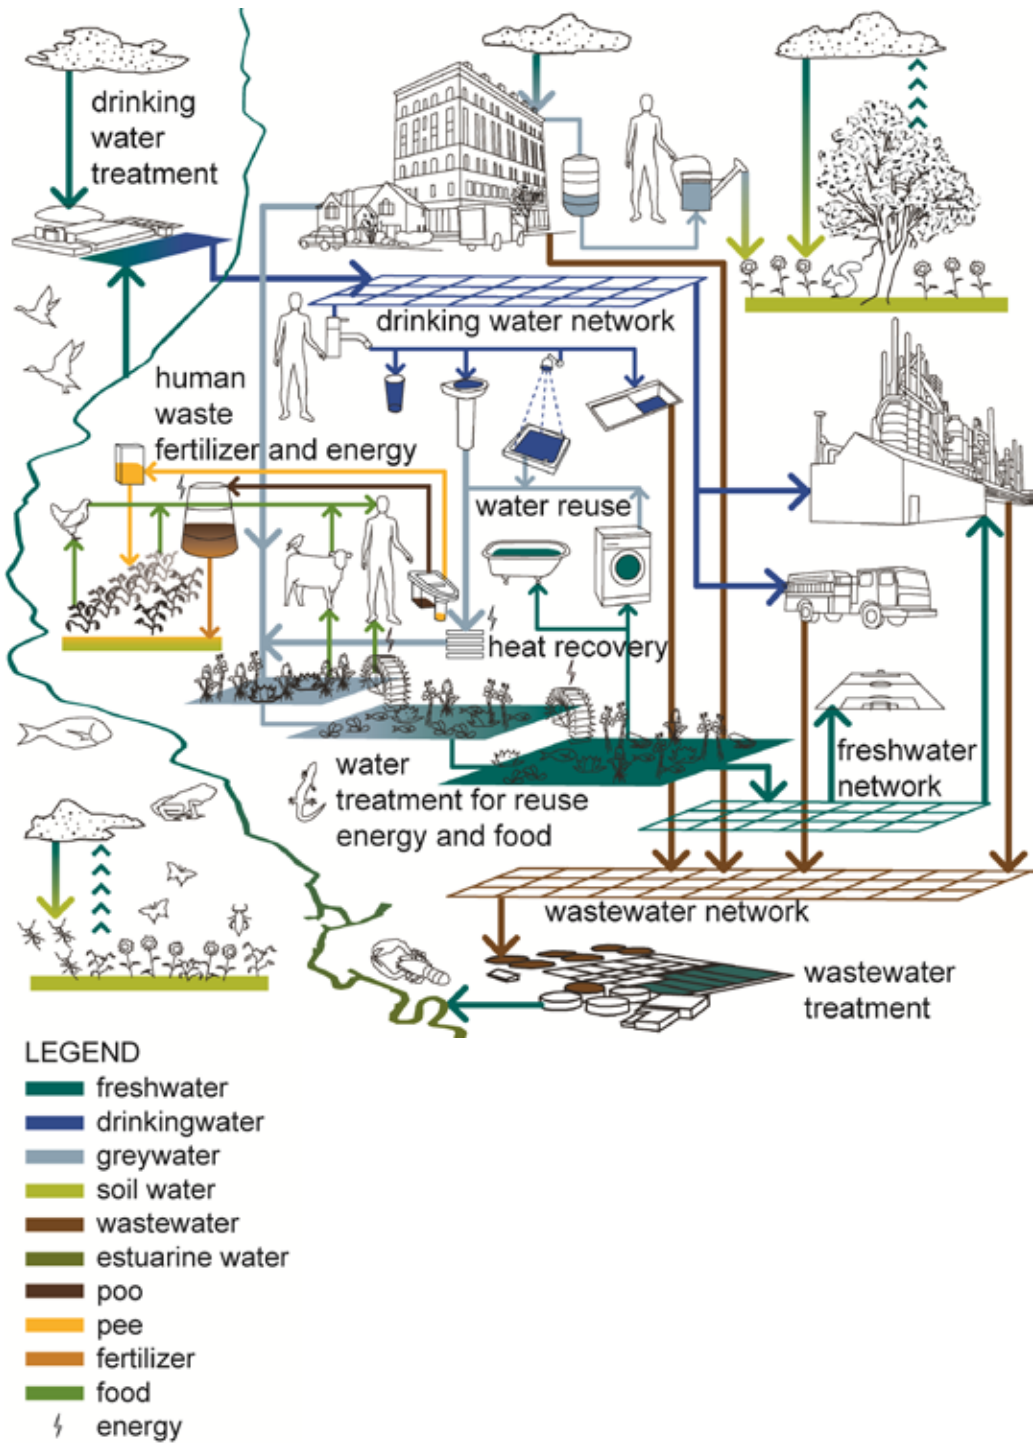 drinking
water
treatment
drinking water network
human
waste
fertilizer and energy
water reuse
heat recovery
water
treatment for reuse
energy and food
freshwater
network
wastewater network
wastewater
treatment
LEGEND
freshwater
drinkingwater
greywater
soil water
wastewater
estuarine water
poo
pee
fertilizer
food
energy